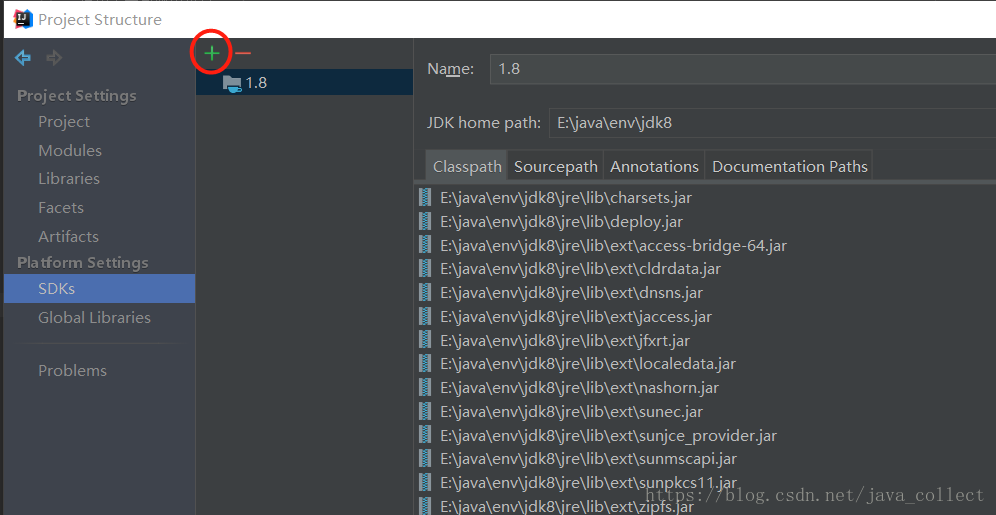 Project Structure
Project Settings
Project
Modules
Libraries
Facets
Artifacts
Platform Settings
SDKs
Global Libraries
Problems
1.8
Name: 1.8
JDK home path: E:\java\env\jdk8
Classpath Sourcepath Annotations Documentation Paths
E:\java\env\jdk8\jre\lib\charsets.jar
E:\java\env\jdk8\jre\lib\deploy.jar
E:\java\env\jdk8\jre\lib\ext\access-bridge-64.jar
E:\java\env\jdk8\jre\lib\ext\cldrdata.jar
E:\java\env\jdk8\jre\lib\ext\dnsns.jar
E:\java\env\jdk8\jre\lib\ext\jaccess.jar
E:\java\env\jdk8\jre\lib\ext\jfxrt.jar
E:\java\env\jdk8\jre\lib\ext\localedata.jar
E:\java\env\jdk8\jre\lib\ext\nashorn.jar
E:\java\env\jdk8\jre\lib\ext\sunec.jar
E:\java\env\jdk8\jre\lib\ext\sunjce_provider.jar
E:\java\env\jdk8\jre\lib\ext\sunmscapi.jar
E:\java\env\jdk8\jre\lib\ext\sunpkcs11.jar
E:\java\env\jdk8\jre\lib\ext\zipfs.jar
https://blog.csdn.net/java_collect